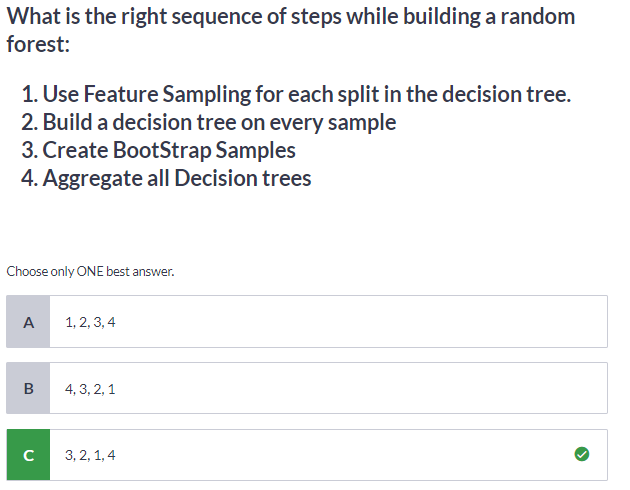 What is the right sequence of steps while building a random
forest:
1. Use Feature Sampling for each split in the decision tree.
2. Build a decision tree on every sample
3. Create BootStrap Samples
4. Aggregate all Decision trees
Choose only ONE best answer.
A 1, 2, 3, 4
B 4, 3, 2, 1
C 3, 2, 1, 4